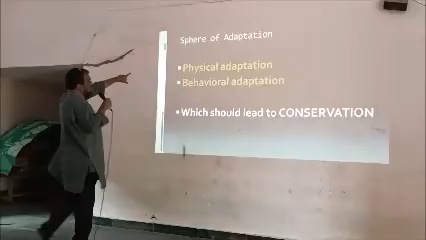 Sphere of Adaptation
▪ Physical adaptation
▪ Behavioral adaptation
▪ Which should lead to CONSERVATION